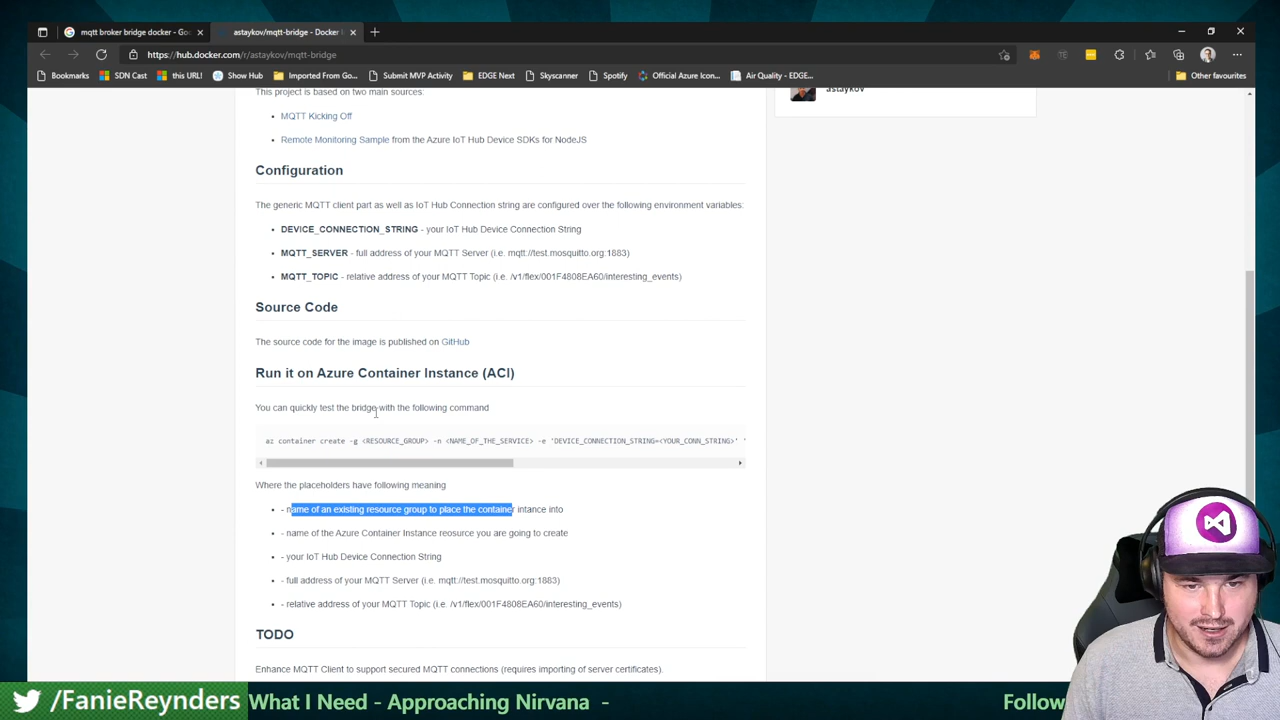 mqtt broker bridge docker - Goo
astaykov/mqtt-bridge - Docker I
https://hub.docker.com/r/astaykov/mqtt-bridge
Bookmarks
SDN Cast
this URL!
Show Hub
Imported From Go...
Submit MVP Activity
EDGE Next
Skyscanner
Spotify
Official Azure Icon...
Air Quality - EDGE...
Other favourites
This project is based on two main sources:
astaykov
• MQTT Kicking Off
• Remote Monitoring Sample from the Azure IoT Hub Device SDKs for NodeJS
Configuration
The generic MQTT client part as well as IoT Hub Connection string are configured over the following environment variables:
• DEVICE_CONNECTION_STRING - your IoT Hub Device Connection String
• MQTT_SERVER - full address of your MQTT Server (i.e. mqtt://test.mosquitto.org:1883)
• MQTT_TOPIC - relative address of your MQTT Topic (i.e. /v1/flex/001F4808EA60/interesting_events)
Source Code
The source code for the image is published on GitHub
Run it on Azure Container Instance (ACI)
You can quickly test the bridge with the following command
az container create -g <RESOURCE_GROUP> -n <NAME_OF_THE_SERVICE> -e 'DEVICE_CONNECTION_STRING=<YOUR_CONN_STRING>' '
Where the placeholders have following meaning
• - name of an existing resource group to place the container intance into
• - name of the Azure Container Instance reosurce you are going to create
• - your IoT Hub Device Connection String
• - full address of your MQTT Server (i.e. mqtt://test.mosquitto.org:1883)
• - relative address of your MQTT Topic (i.e. /v1/flex/001F4808EA60/interesting_events)
TODO
Enhance MQTT Client to support secured MQTT connections (requires importing of server certificates).
/FanieReynders What I Need - Approaching Nirvana - Follow